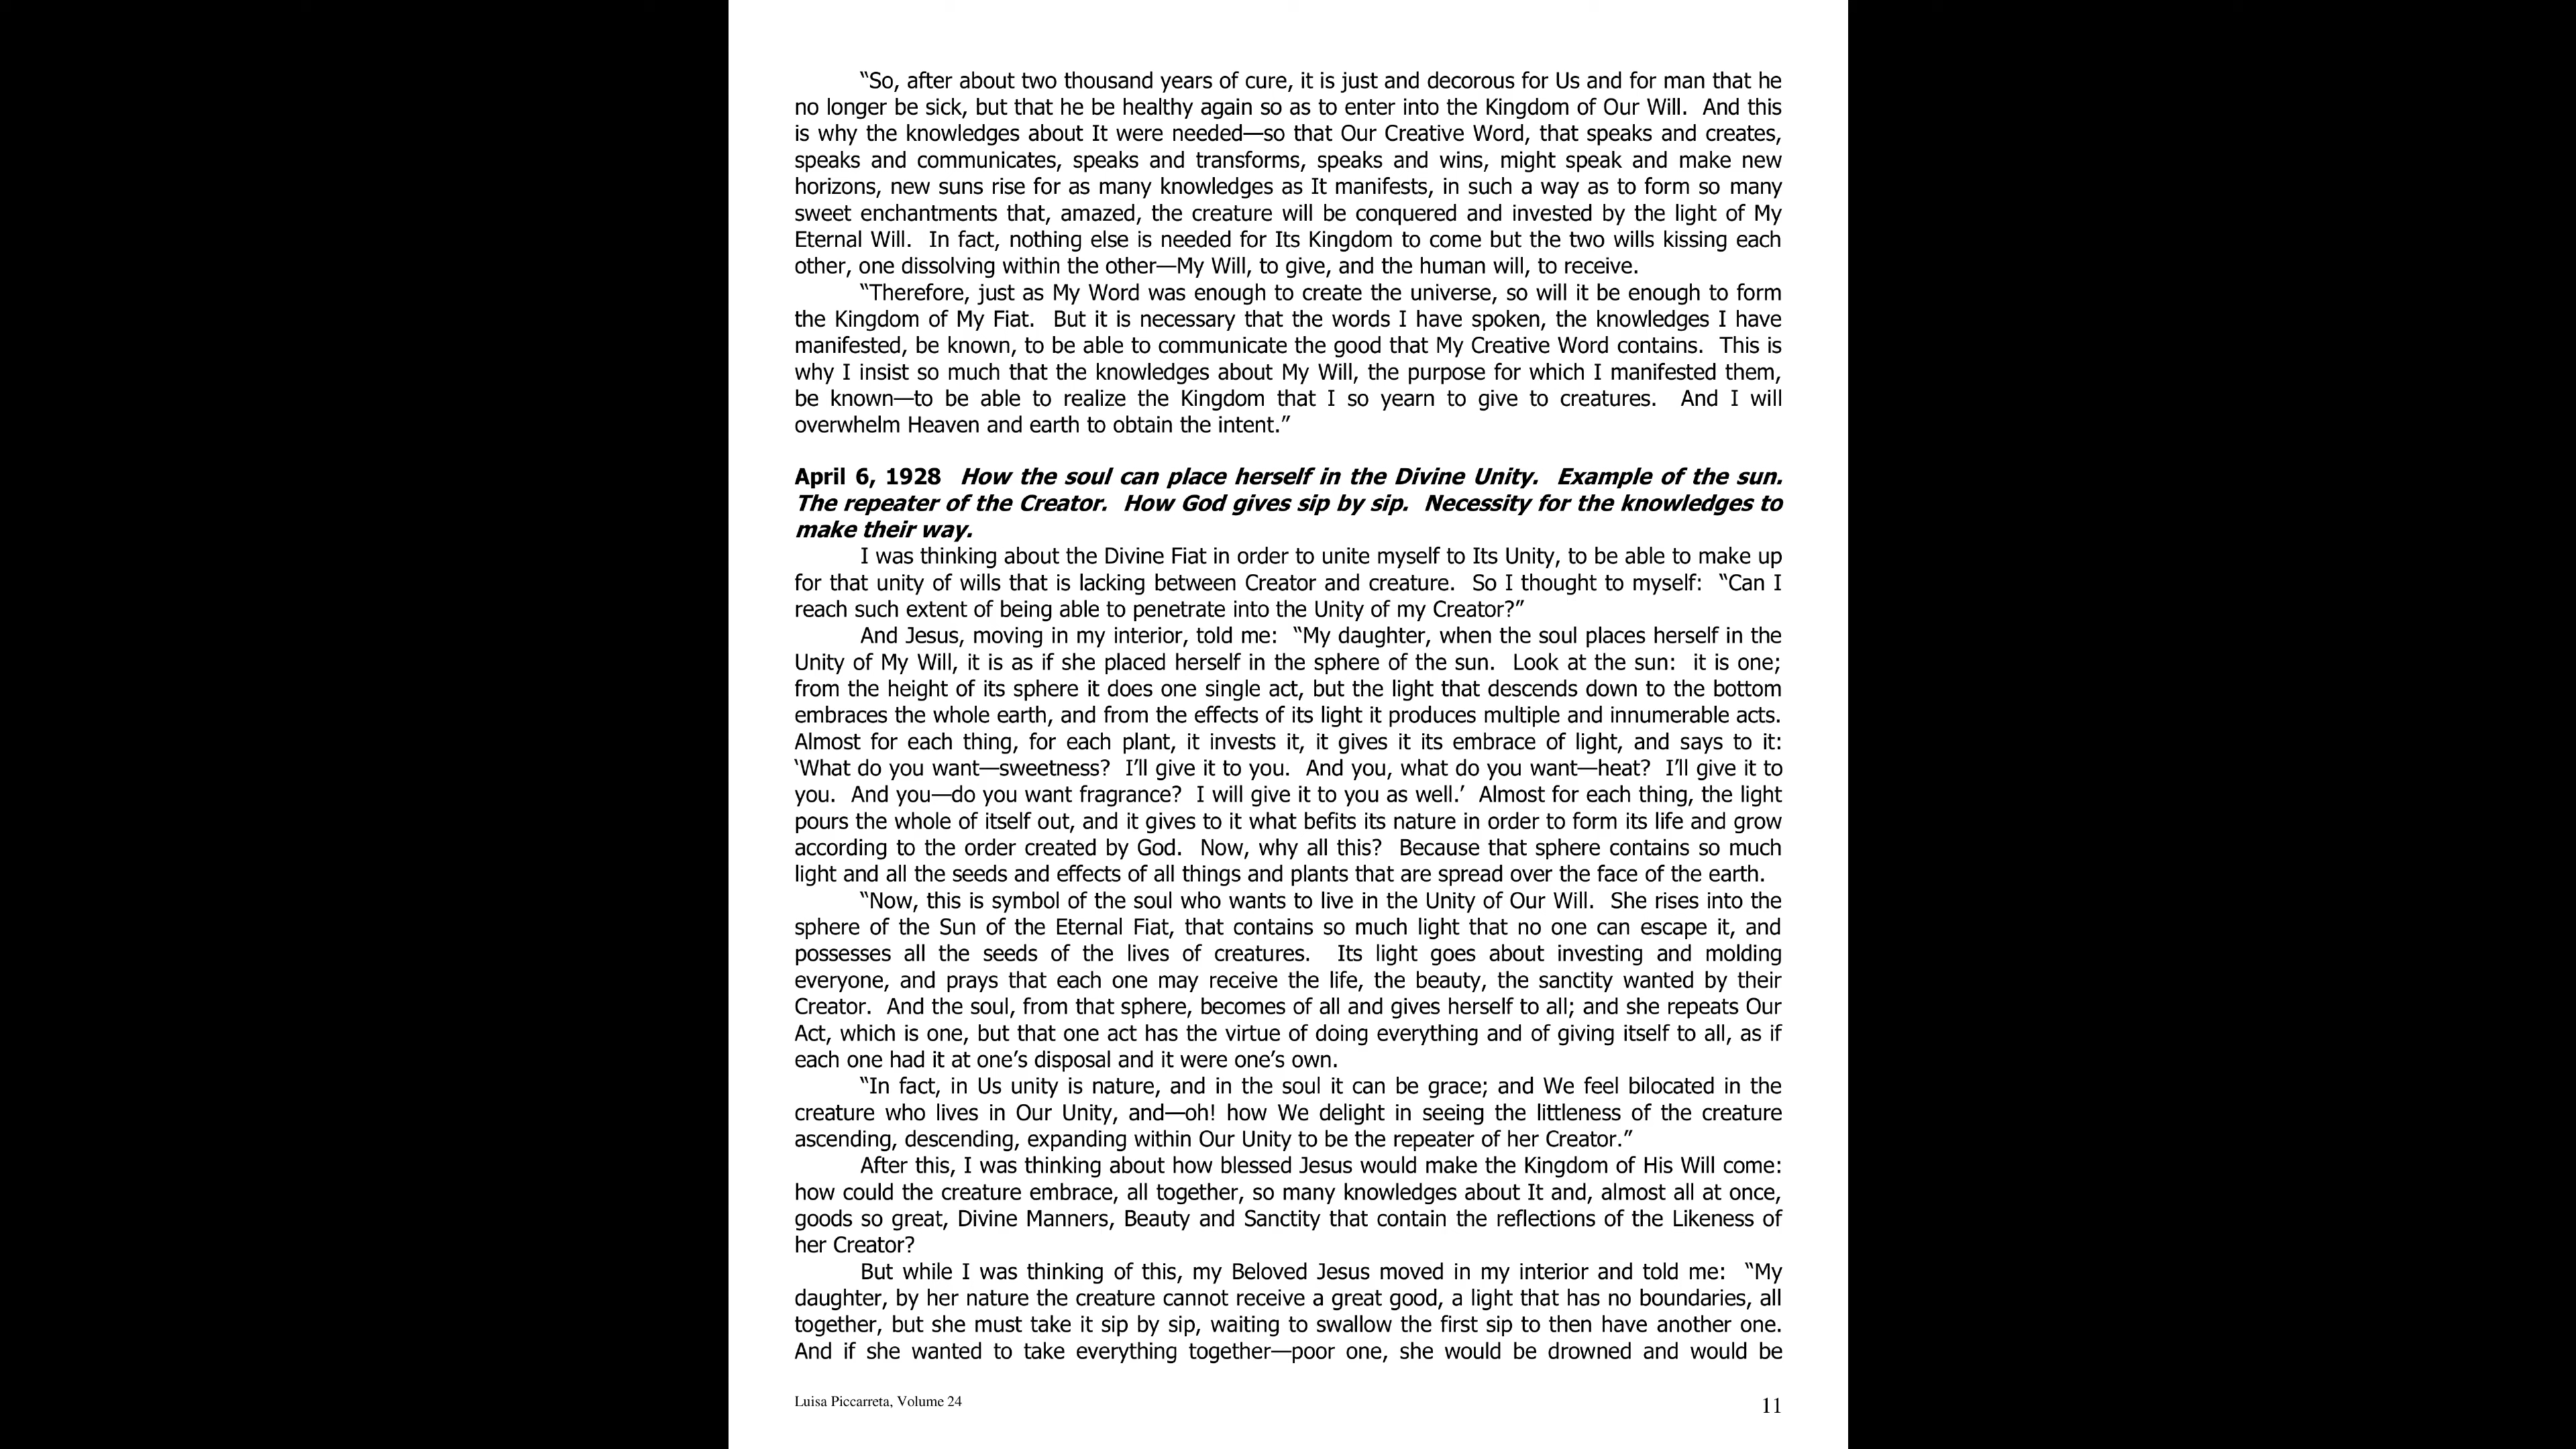 “So, after about two thousand years of cure, it is just and decorous for Us and for man that he
no longer be sick, but that he be healthy again so as to enter into the Kingdom of Our Will.  And this
is why the knowledges about It were needed—so that Our Creative Word, that speaks and creates,
speaks and communicates, speaks and transforms, speaks and wins, might speak and make new
horizons, new suns rise for as many knowledges as It manifests, in such a way as to form so many
sweet enchantments that, amazed, the creature will be conquered and invested by the light of My
Eternal Will.  In fact, nothing else is needed for Its Kingdom to come but the two wills kissing each
other, one dissolving within the other—My Will, to give, and the human will, to receive.
“Therefore, just as My Word was enough to create the universe, so will it be enough to form
the Kingdom of My Fiat.  But it is necessary that the words I have spoken, the knowledges I have
manifested, be known, to be able to communicate the good that My Creative Word contains.  This is
why I insist so much that the knowledges about My Will, the purpose for which I manifested them,
be known—to be able to realize the Kingdom that I so yearn to give to creatures.  And I will
overwhelm Heaven and earth to obtain the intent.”
April 6, 1928  How the soul can place herself in the Divine Unity.  Example of the sun.
The repeater of the Creator.  How God gives sip by sip.  Necessity for the knowledges to
make their way.
I was thinking about the Divine Fiat in order to unite myself to Its Unity, to be able to make up
for that unity of wills that is lacking between Creator and creature.  So I thought to myself:  “Can I
reach such extent of being able to penetrate into the Unity of my Creator?”
And Jesus, moving in my interior, told me:  “My daughter, when the soul places herself in the
Unity of My Will, it is as if she placed herself in the sphere of the sun.  Look at the sun:  it is one;
from the height of its sphere it does one single act, but the light that descends down to the bottom
embraces the whole earth, and from the effects of its light it produces multiple and innumerable acts.
Almost for each thing, for each plant, it invests it, it gives it its embrace of light, and says to it:
‘What do you want—sweetness?  I’ll give it to you.  And you, what do you want—heat?  I’ll give it to
you.  And you—do you want fragrance?  I will give it to you as well.’  Almost for each thing, the light
pours the whole of itself out, and it gives to it what befits its nature in order to form its life and grow
according to the order created by God.  Now, why all this?  Because that sphere contains so much
light and all the seeds and effects of all things and plants that are spread over the face of the earth.
“Now, this is symbol of the soul who wants to live in the Unity of Our Will.  She rises into the
sphere of the Sun of the Eternal Fiat, that contains so much light that no one can escape it, and
possesses all the seeds of the lives of creatures.  Its light goes about investing and molding
everyone, and prays that each one may receive the life, the beauty, the sanctity wanted by their
Creator.  And the soul, from that sphere, becomes of all and gives herself to all; and she repeats Our
Act, which is one, but that one act has the virtue of doing everything and of giving itself to all, as if
each one had it at one’s disposal and it were one’s own.
“In fact, in Us unity is nature, and in the soul it can be grace; and We feel bilocated in the
creature who lives in Our Unity, and—oh! how We delight in seeing the littleness of the creature
ascending, descending, expanding within Our Unity to be the repeater of her Creator.”
After this, I was thinking about how blessed Jesus would make the Kingdom of His Will come:
how could the creature embrace, all together, so many knowledges about It and, almost all at once,
goods so great, Divine Manners, Beauty and Sanctity that contain the reflections of the Likeness of
her Creator?
But while I was thinking of this, my Beloved Jesus moved in my interior and told me:  “My
daughter, by her nature the creature cannot receive a great good, a light that has no boundaries, all
together, but she must take it sip by sip, waiting to swallow the first sip to then have another one.
And if she wanted to take everything together—poor one, she would be drowned and would be
Luisa Piccarreta, Volume 24
11